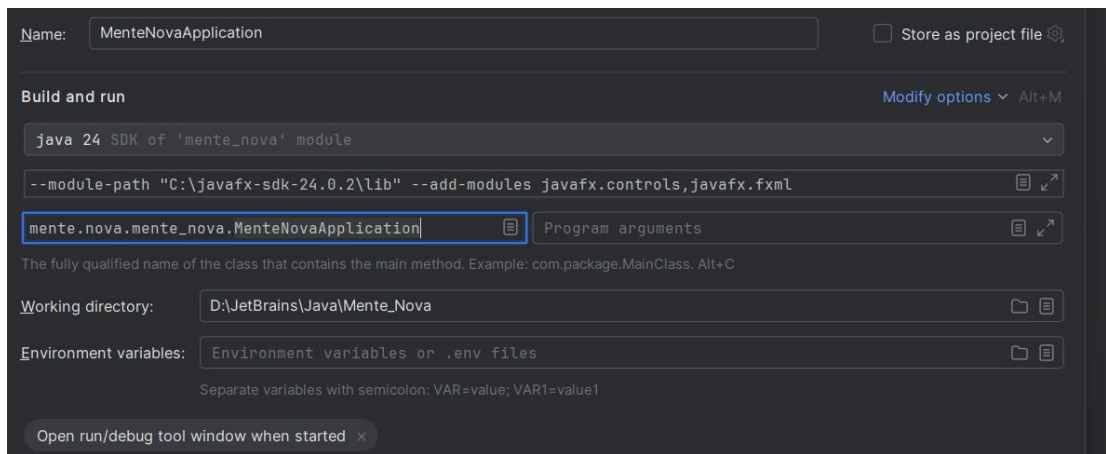 Name: MenteNovaApplication Store as project file
Build and run Modify options Alt+M
java 24 SDK of 'mente_nova' module
--module-path "C:\javafx-sdk-24.0.2\lib" --add-modules javafx.controls,javafx.fxml
mente.nova.mente_nova.MenteNovaApplication Program arguments
The fully qualified name of the class that contains the main method. Example: com.package.MainClass. Alt+C
Working directory: D:\JetBrains\Java\Mente_Nova
Environment variables: Environment variables or .env files
Separate variables with semicolon: VAR=value; VAR1=value1
Open run/debug tool window when started ×